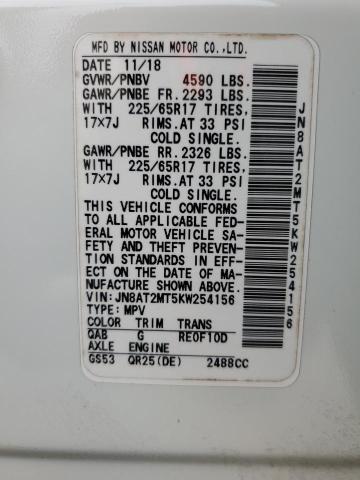 MFD BY NISSAN MOTOR CO.,LTD.
DATE 11/18
GVWR/PNBV 4590 LBS.
GAWR/PNBE FR. 2293 LBS.
WITH 225/65R17 TIRES,
17X7J RIMS.AT 33 PSI
COLD SINGLE.
GAWR/PNBE RR. 2326 LBS.
WITH 225/65R17 TIRES,
17X7J RIMS.AT 33 PSI
COLD SINGLE.
THIS VEHICLE CONFORMS
TO ALL APPLICABLE FED-
ERAL MOTOR VEHICLE SA-
FETY AND THEFT PREVEN-
TION STANDARDS IN EFF-
ECT ON THE DATE OF MA-
NUFACTURE SHOWN ABOVE.
VIN:JN8AT2MT5KW254156
TYPE:MPV
COLOR TRIM TRANS
QAB G RE0F10D
AXLE ENGINE
GS53 QR25(DE) 2488CC
JN8AT2MT5KW254156